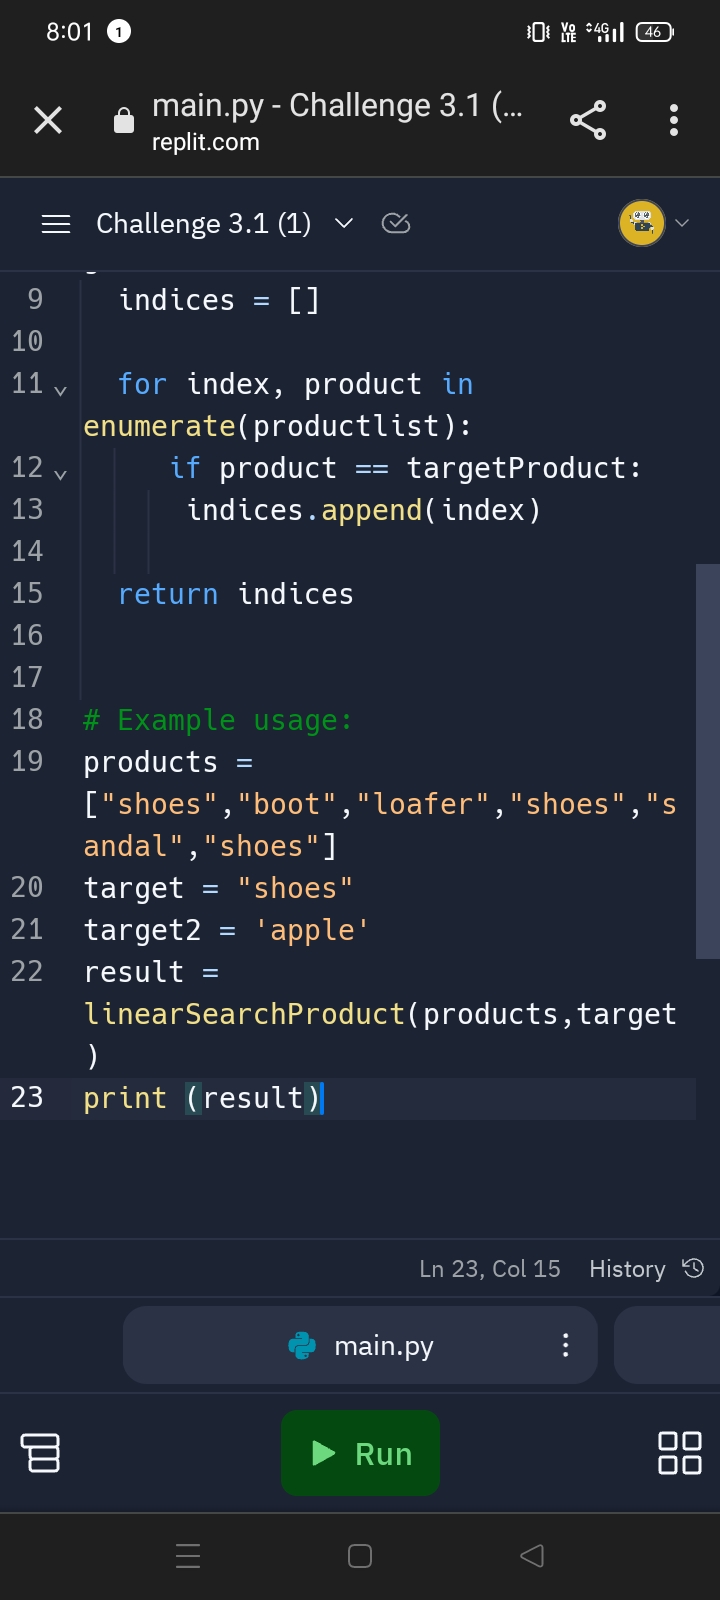 8:01 1 VO LTE 4G 46
main.py - Challenge 3.1 (...
replit.com
Challenge 3.1 (1)
9 indices = []
10
11 for index, product in
enumerate(productlist):
12 if product == targetProduct:
13 indices.append(index)
14
15 return indices
16
17
18 # Example usage:
19 products =
["shoes","boot","loafer","shoes","s
andal","shoes"]
20 target = "shoes"
21 target2 = 'apple'
22 result =
linearSearchProduct(products,target
)
23 print (result)
Ln 23, Col 15 History
main.py
Run